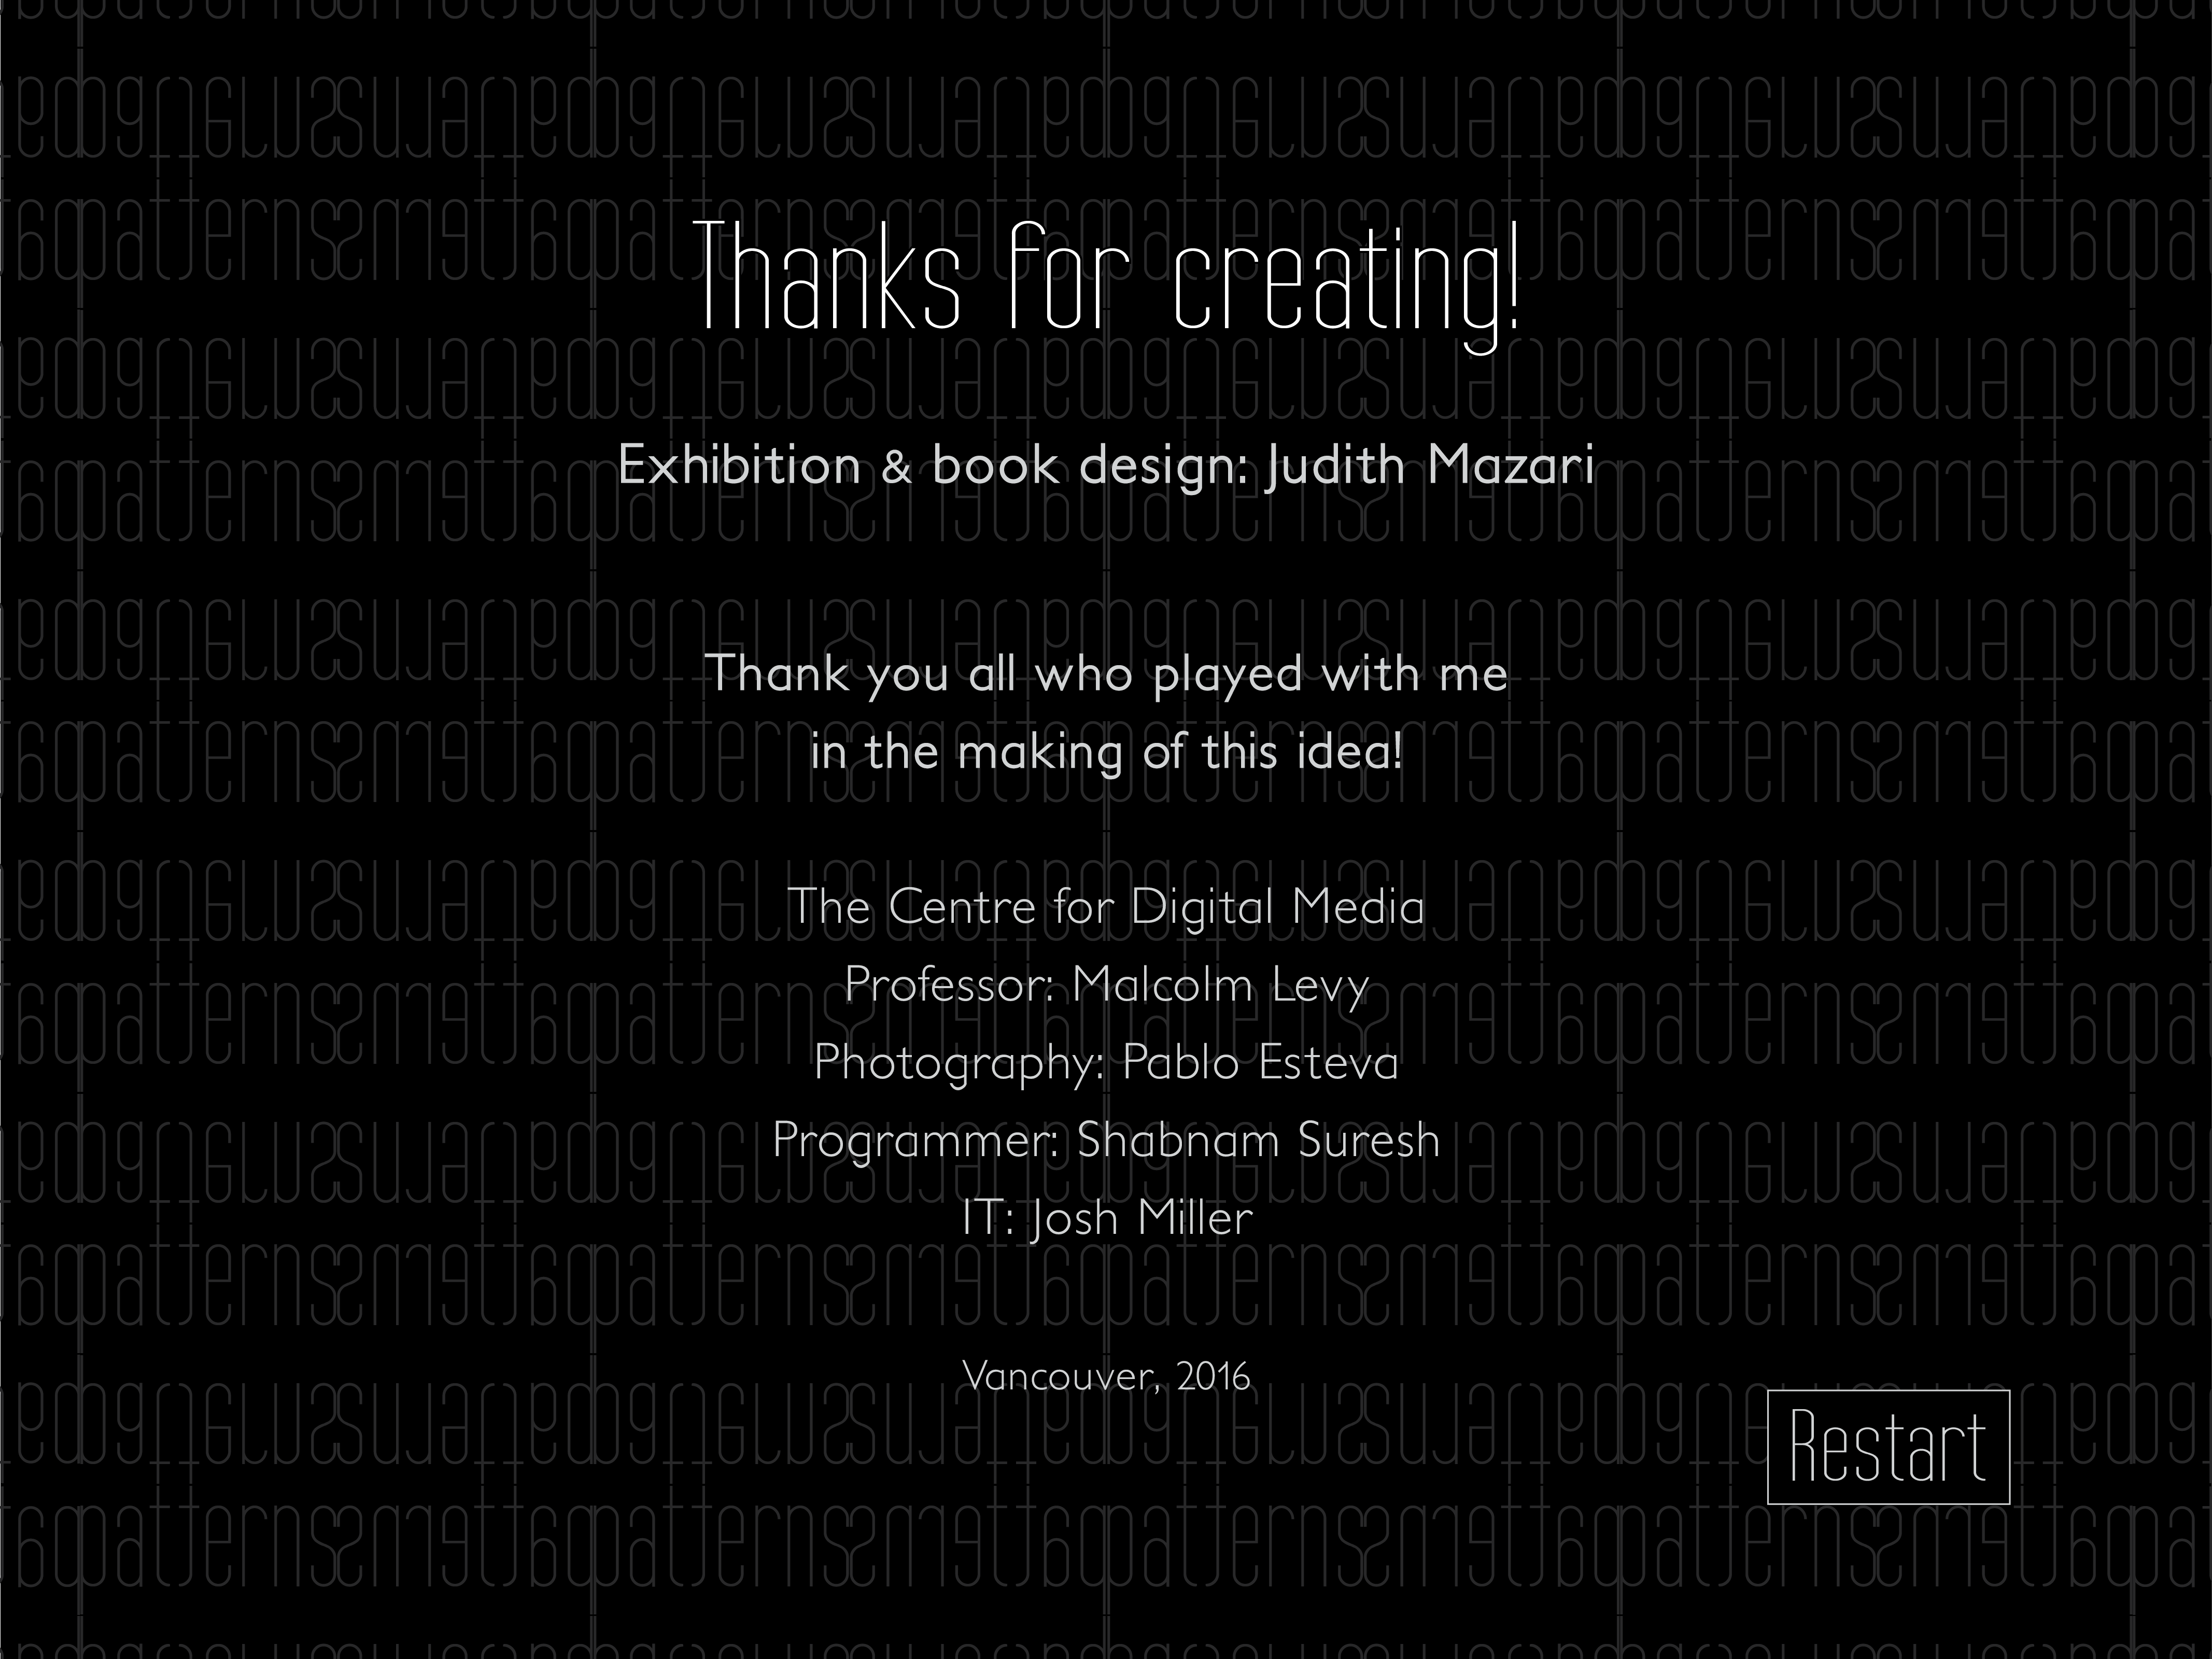 Thanks for creating!
Exhibition & book design: Judith Mazari
Thank you all who played with me
in the making of this idea!
The Centre for Digital Media
Professor: Malcolm Levy
Photography: Pablo Esteva
Programmer: Shabnam Suresh
IT: Josh Miller
Vancouver, 2016
Restart